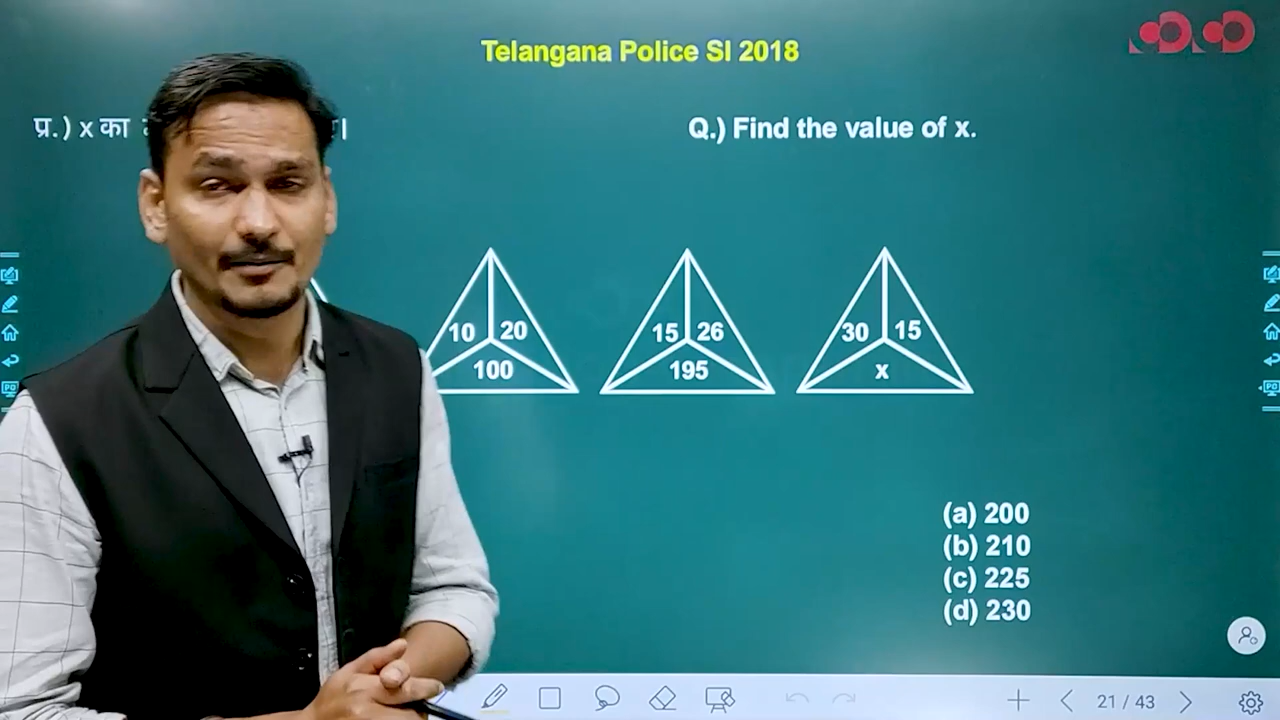 Telangana Police SI 2018
प्र.) x का
Q.) Find the value of x.
10 20
100
15 26
195
30 15
x
(a) 200
(b) 210
(c) 225
(d) 230
21 / 43